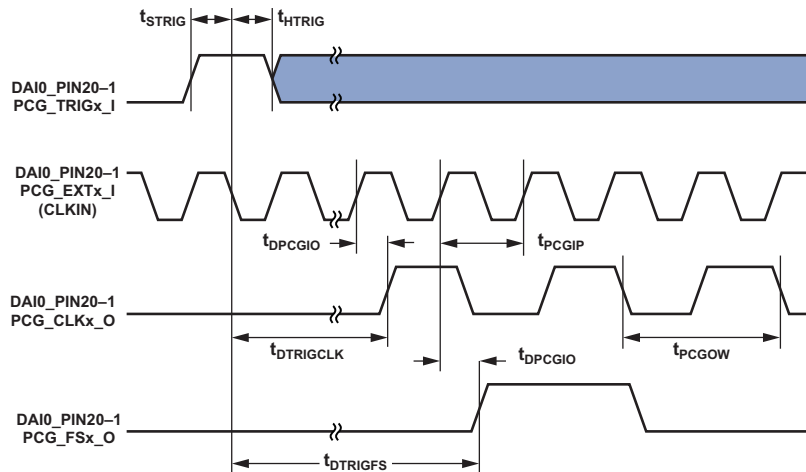 tSTRIG
tHTRIG
DAI0_PIN20–1
PCG_TRIGx_I
DAI0_PIN20–1
PCG_EXTx_I
(CLKIN)
tDPCGIO
tPCGIP
DAI0_PIN20–1
PCG_CLKx_O
tDTRIGCLK
tDPCGIO
tPCGOW
DAI0_PIN20–1
PCG_FSx_O
tDTRIGFS